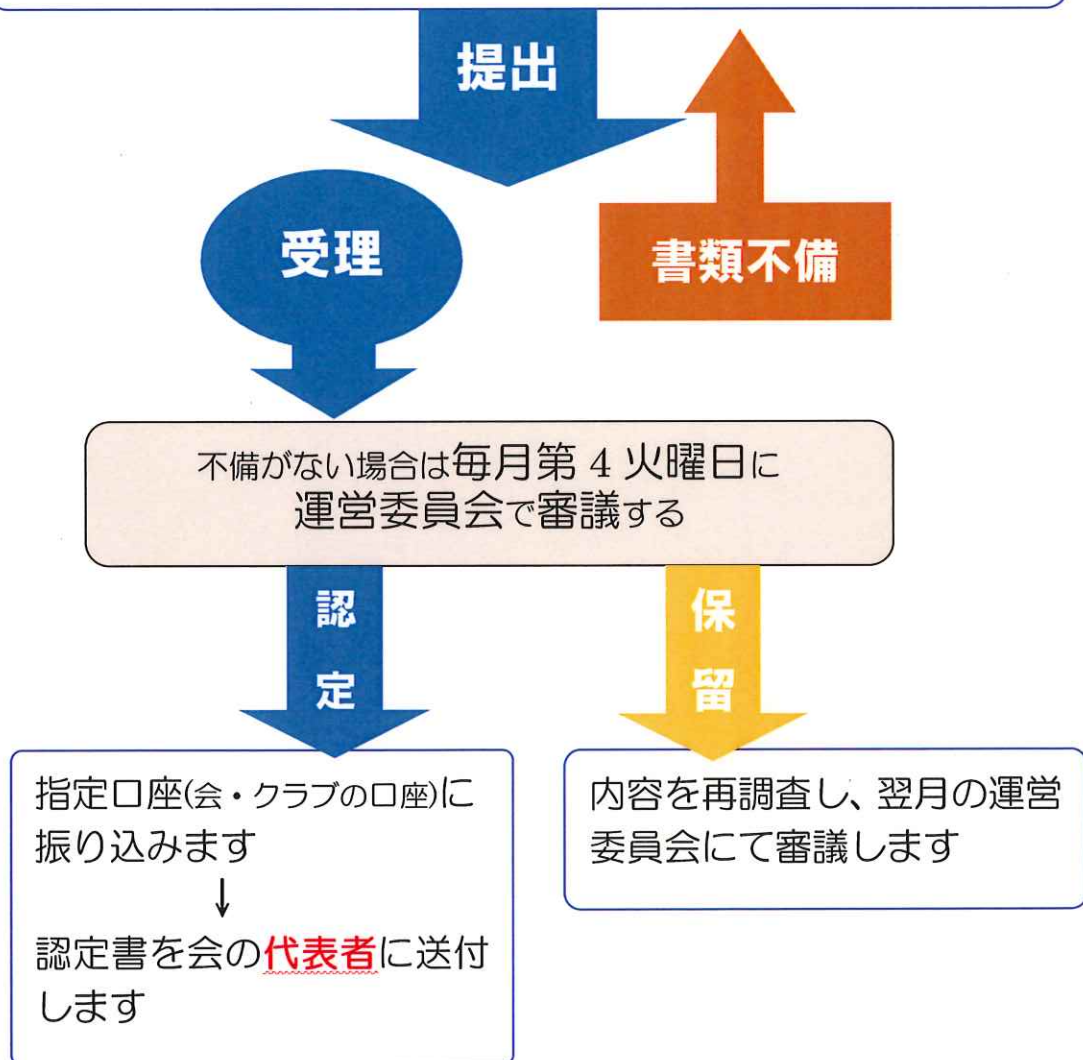 提出
書類不備
受理
不備がない場合は毎月第4火曜日に
運営委員会で審議する
認
定
保
留
指定口座(会・クラブの口座)に
振り込みます
↓
認定書を会の代表者に送付
します
内容を再調査し、翌月の運営
委員会にて審議します